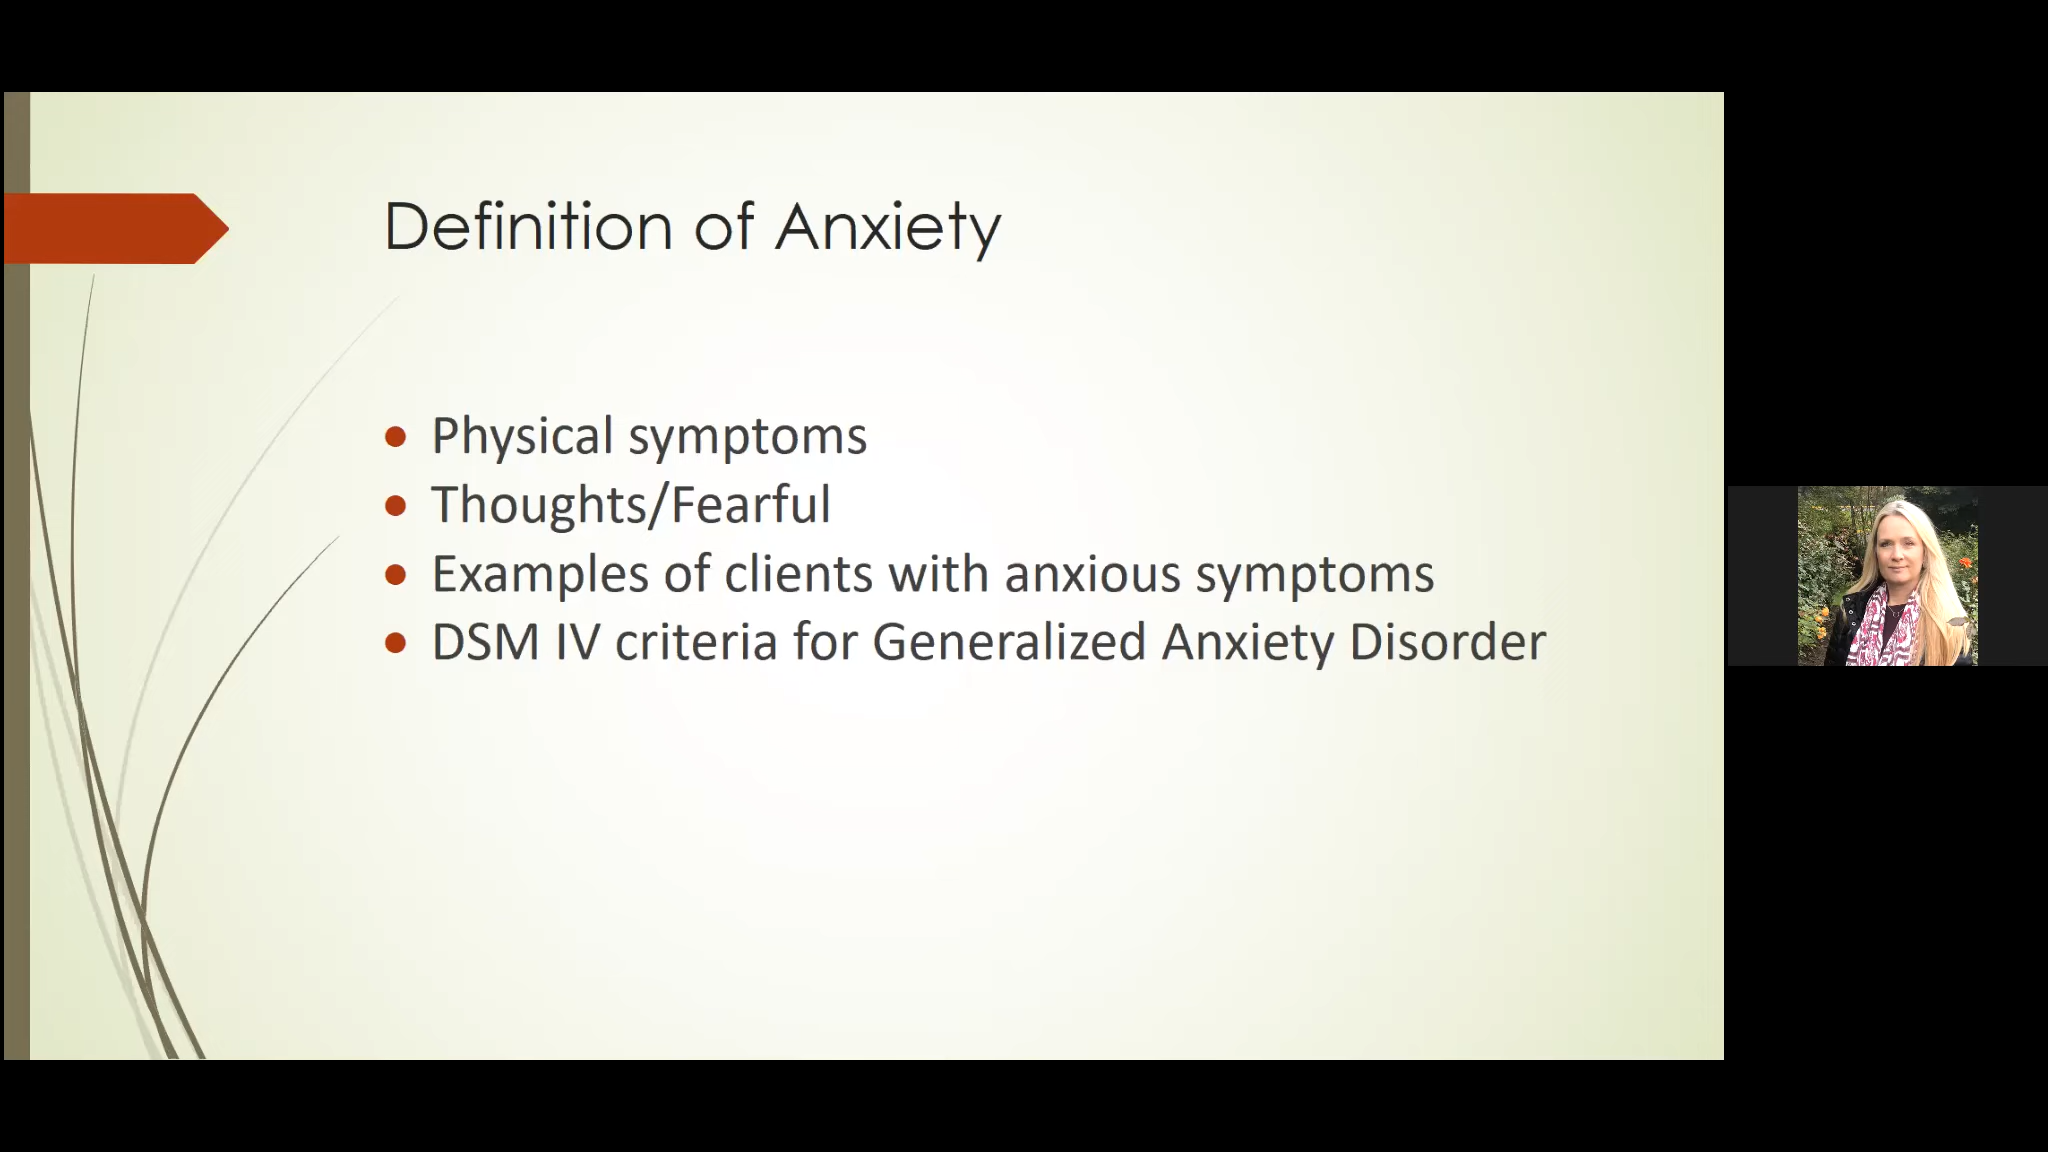 Definition of Anxiety
Physical symptoms
Thoughts/Fearful
Examples of clients with anxious symptoms
DSM IV criteria for Generalized Anxiety Disorder